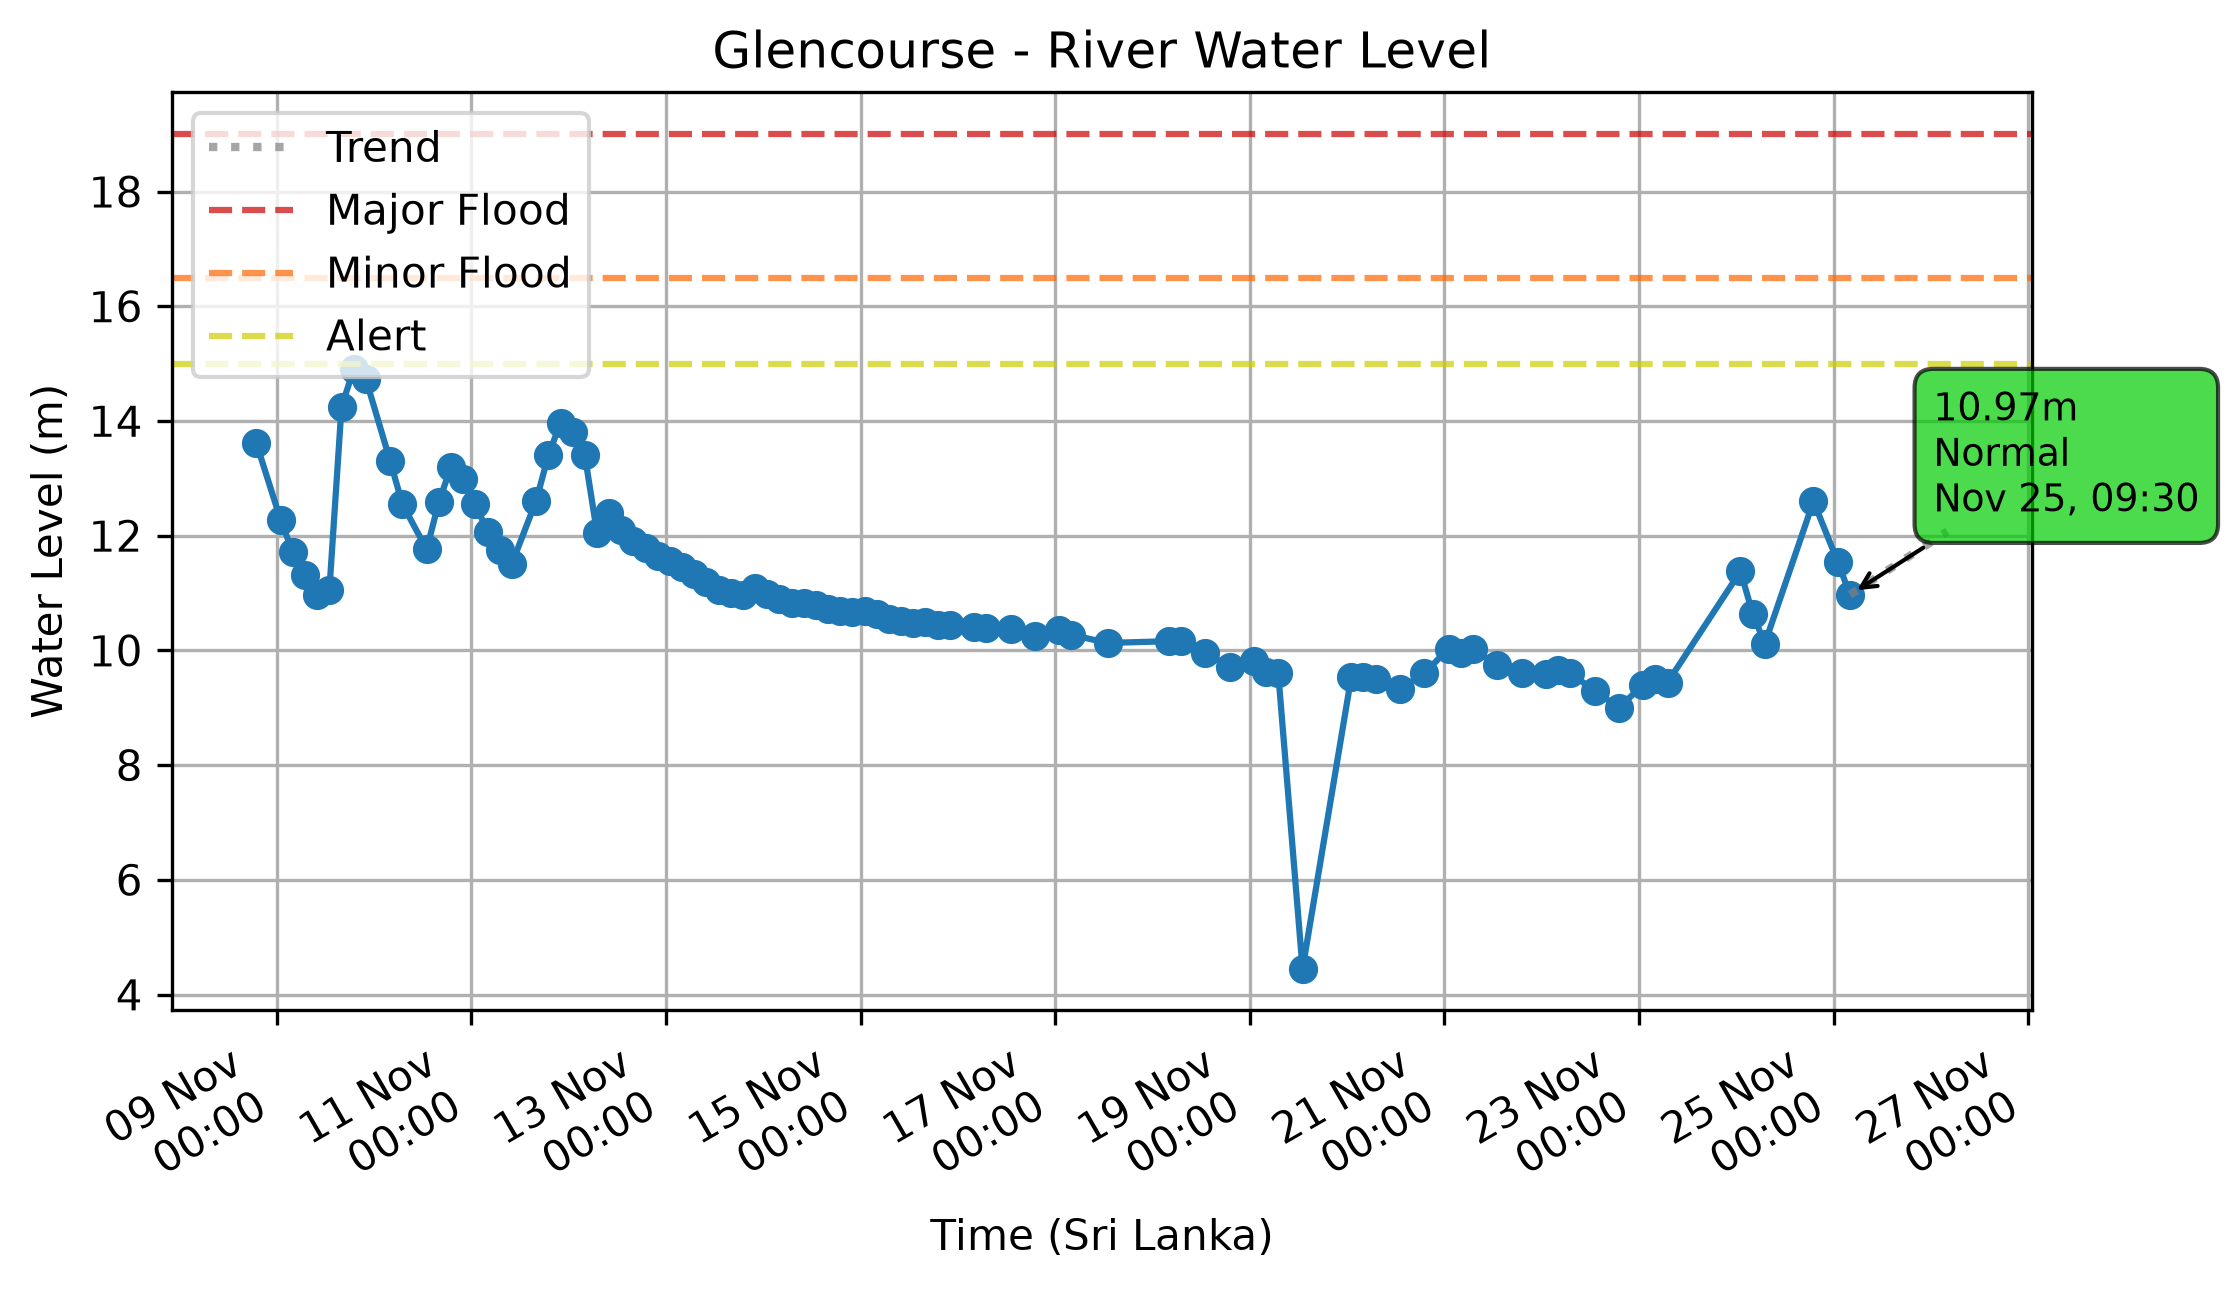 Glencourse - River Water Level
Trend
Major Flood
Minor Flood
Alert
10.97m
Normal
Nov 25, 09:30
Water Level (m)
18
16
14
12
10
8
6
4
09 Nov
00:00
11 Nov
00:00
13 Nov
00:00
15 Nov
00:00
17 Nov
00:00
19 Nov
00:00
21 Nov
00:00
23 Nov
00:00
25 Nov
00:00
27 Nov
00:00
Time (Sri Lanka)